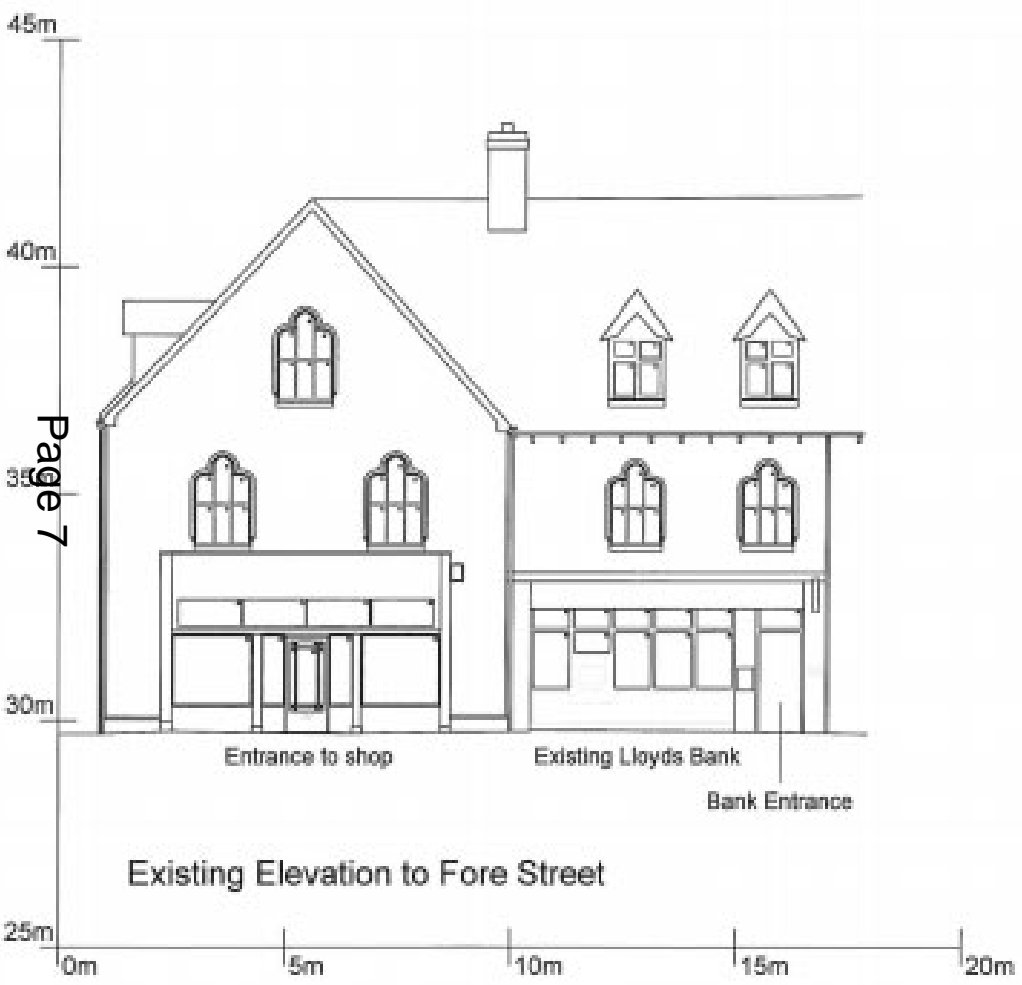 45m
40m
Page 7
35m
30m
Entrance to shop
Existing Lloyds Bank
Bank Entrance
Existing Elevation to Fore Street
25m
0m
5m
10m
15m
20m